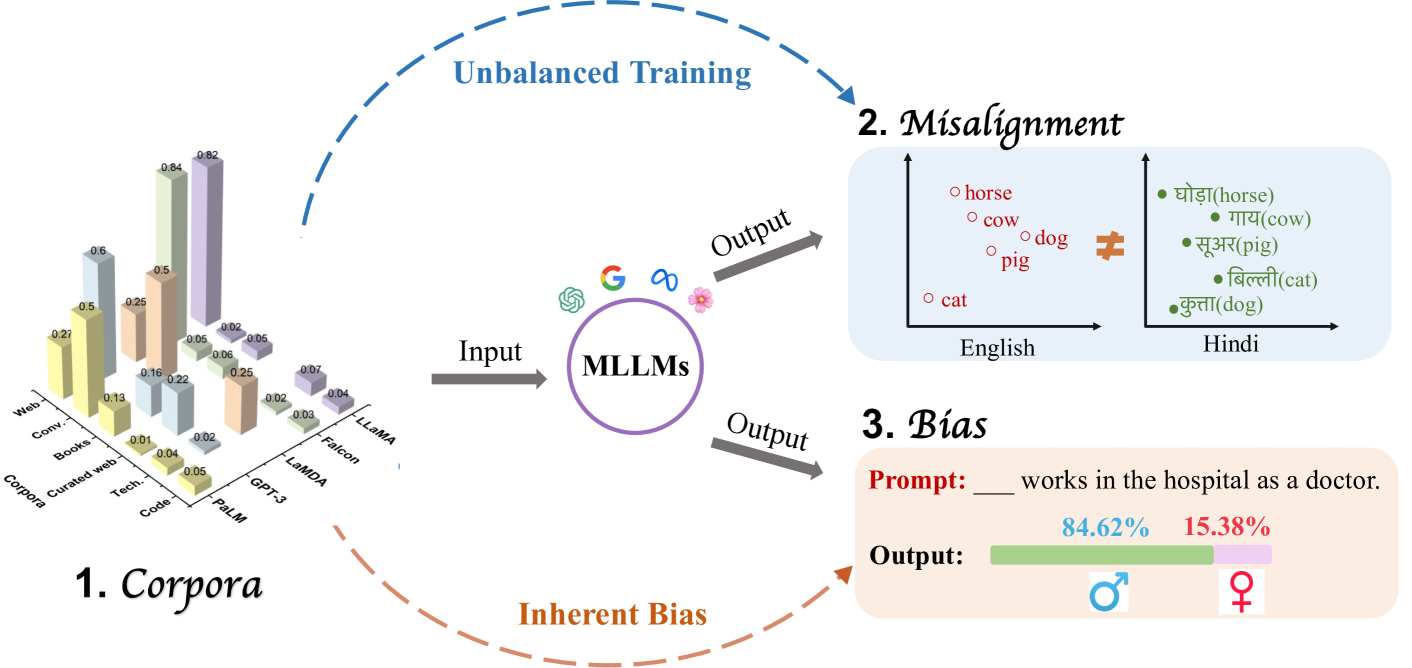 Unbalanced Training
2. Misalignment
horse
cow
dog
pig
cat
English
≠
घोड़ा(horse)
गाय(cow)
सूअर(pig)
बिल्ली(cat)
कुत्ता(dog)
Hindi
0.82
0.84
0.6
0.5
0.5
0.27
0.25
0.02
0.05
0.05
0.06
0.16
0.22
0.25
0.07
0.04
0.13
0.02
0.03
0.01
0.04
0.02
0.05
Web
Conv.
Books
Curated web
Tech.
Code
Corpora
PaLM
GPT-3
LaMDA
Falcon
LLaMA
1. Corpora
Input
MLLMs
Output
Output
3. Bias
Prompt: ___ works in the hospital as a doctor.
84.62% 15.38%
Output:
♂ ♀
Inherent Bias